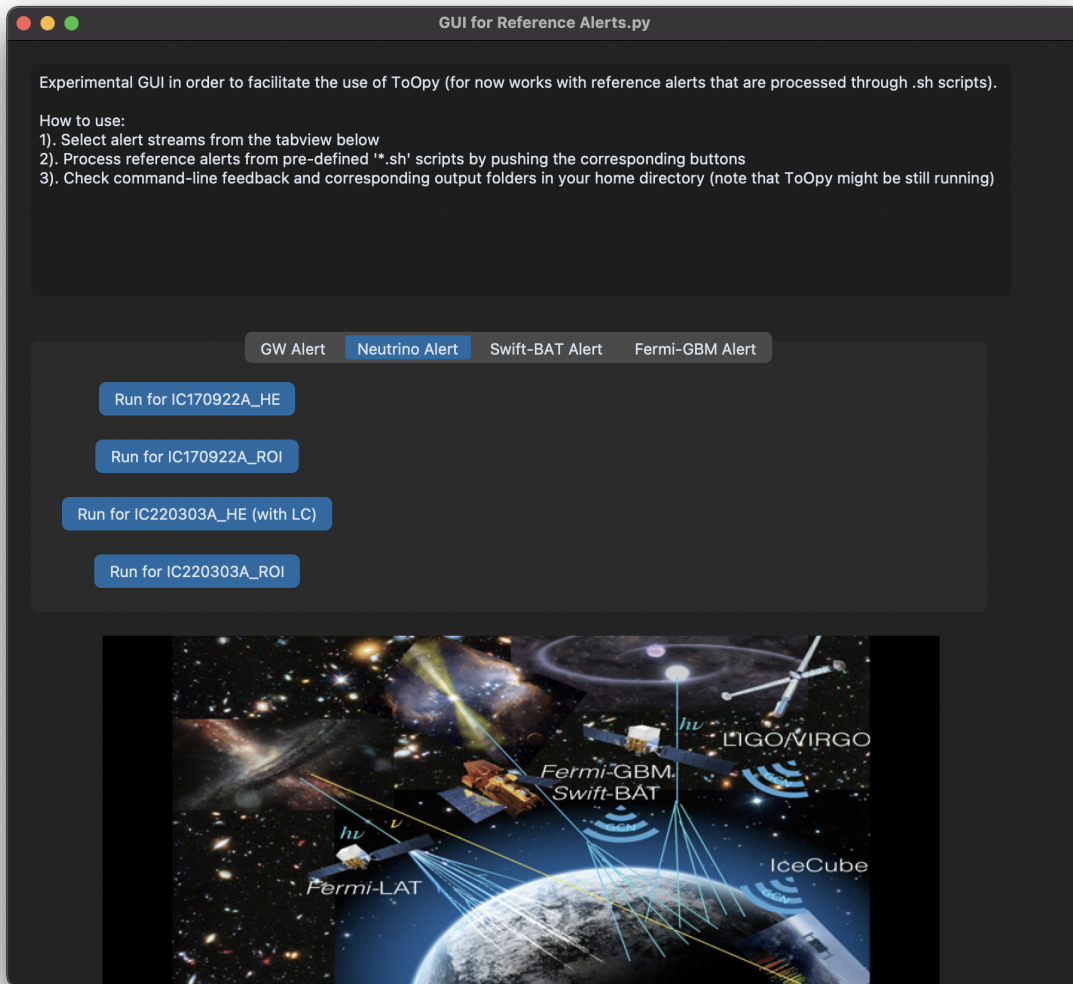 GUI for Reference Alerts.py
Experimental GUI in order to facilitate the use of ToOpy (for now works with reference alerts that are processed through .sh scripts).
How to use:
1). Select alert streams from the tabview below
2). Process reference alerts from pre-defined '*.sh' scripts by pushing the corresponding buttons
3). Check command-line feedback and corresponding output folders in your home directory (note that ToOpy might be still running)
GW Alert Neutrino Alert Swift-BAT Alert Fermi-GBM Alert
Run for IC170922A_HE
Run for IC170922A_ROI
Run for IC220303A_HE (with LC)
Run for IC220303A_ROI
hν
LIGO/VIRGO
GCN
Fermi-GBM
Swift-BAT
GCN
hν
ν
Fermi-LAT
IceCube
GCN